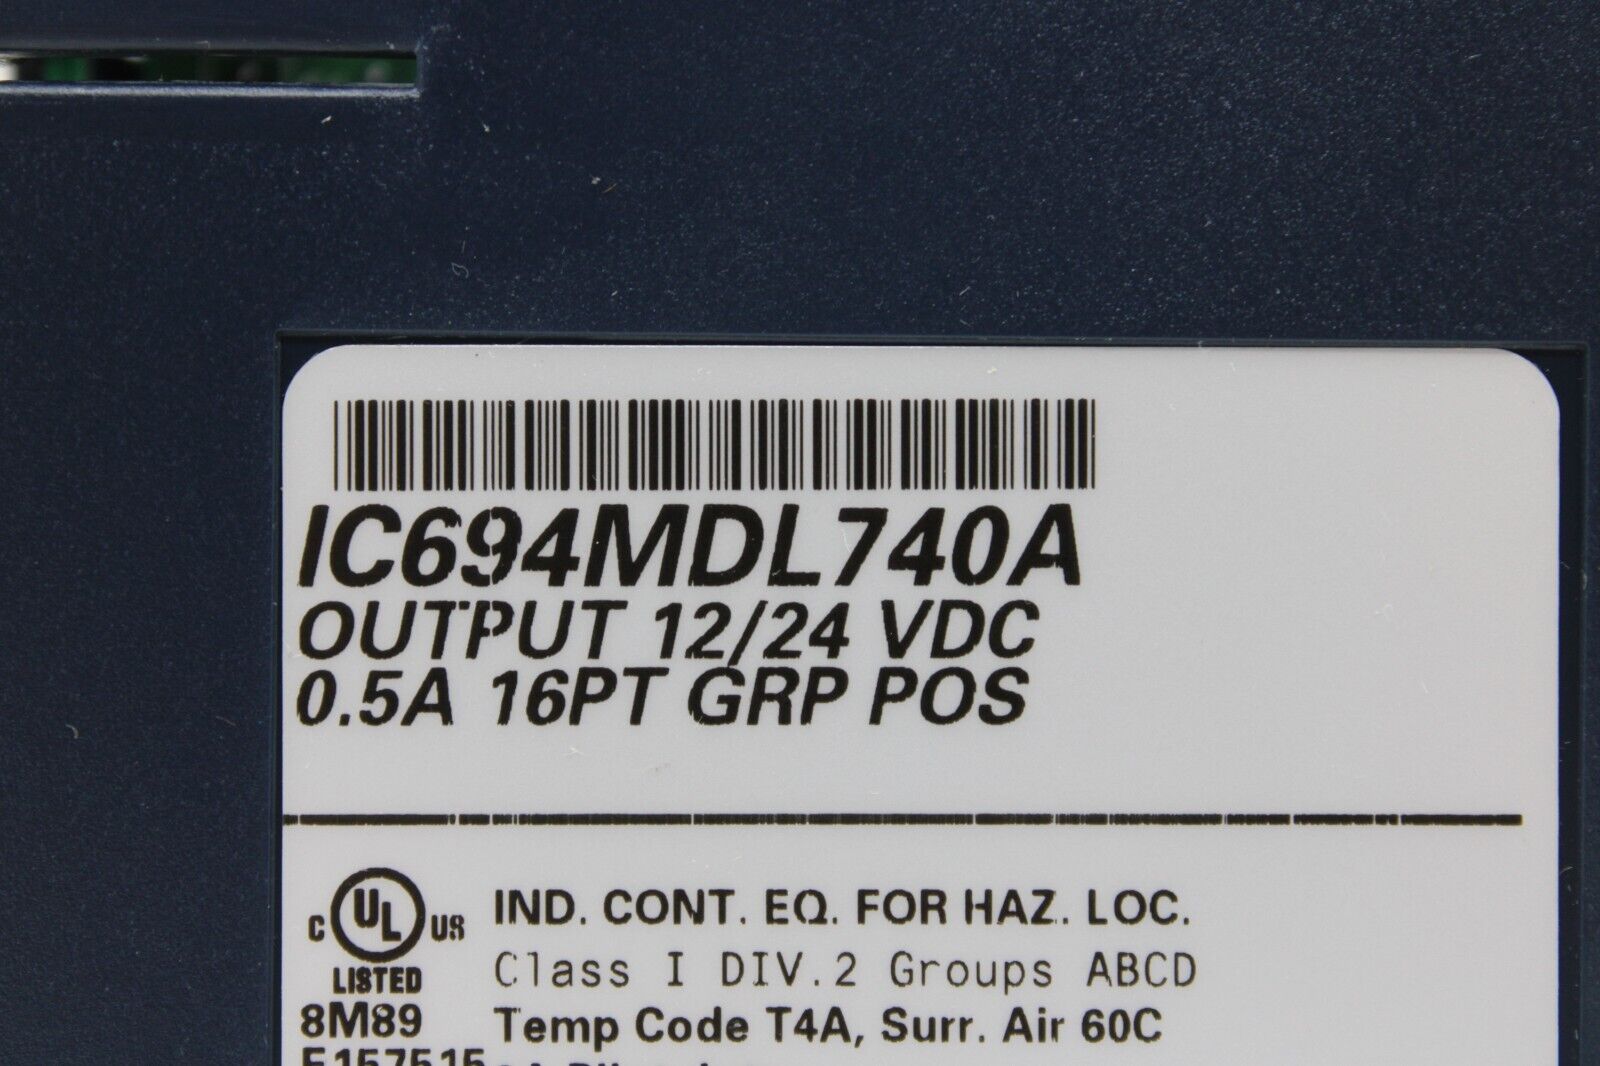 IC694MDL740A
OUTPUT 12/24 VDC
0.5A 16PT GRP POS
C UL US IND. CONT. EQ. FOR HAZ. LOC.
LISTED Class I DIV.2 Groups ABCD
8M89 Temp Code T4A, Surr. Air 60C
E157515